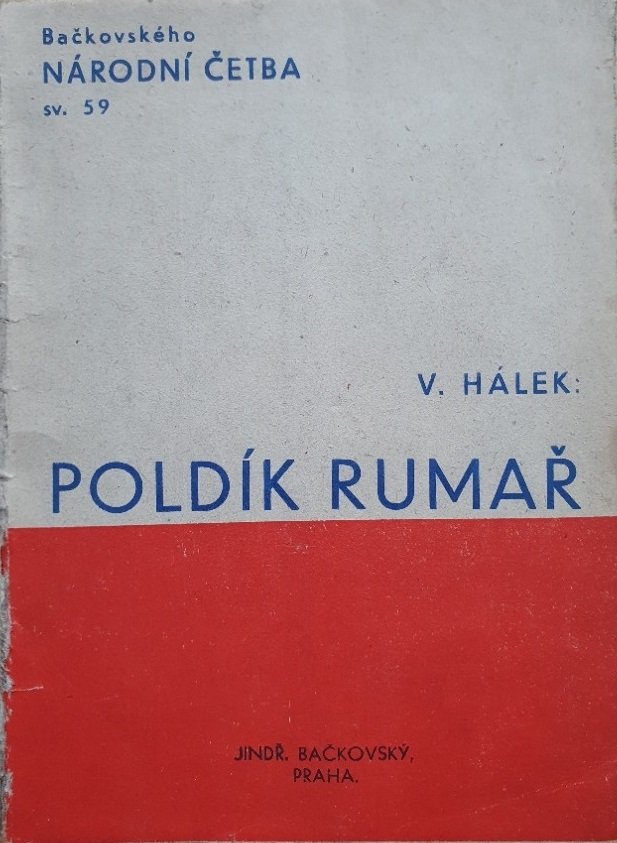 Bačkovského
NÁRODNÍ ČETBA
sv. 59
V. HÁLEK:
POLDÍK RUMAŘ
JINDŘ. BAČKOVSKÝ,
PRAHA.